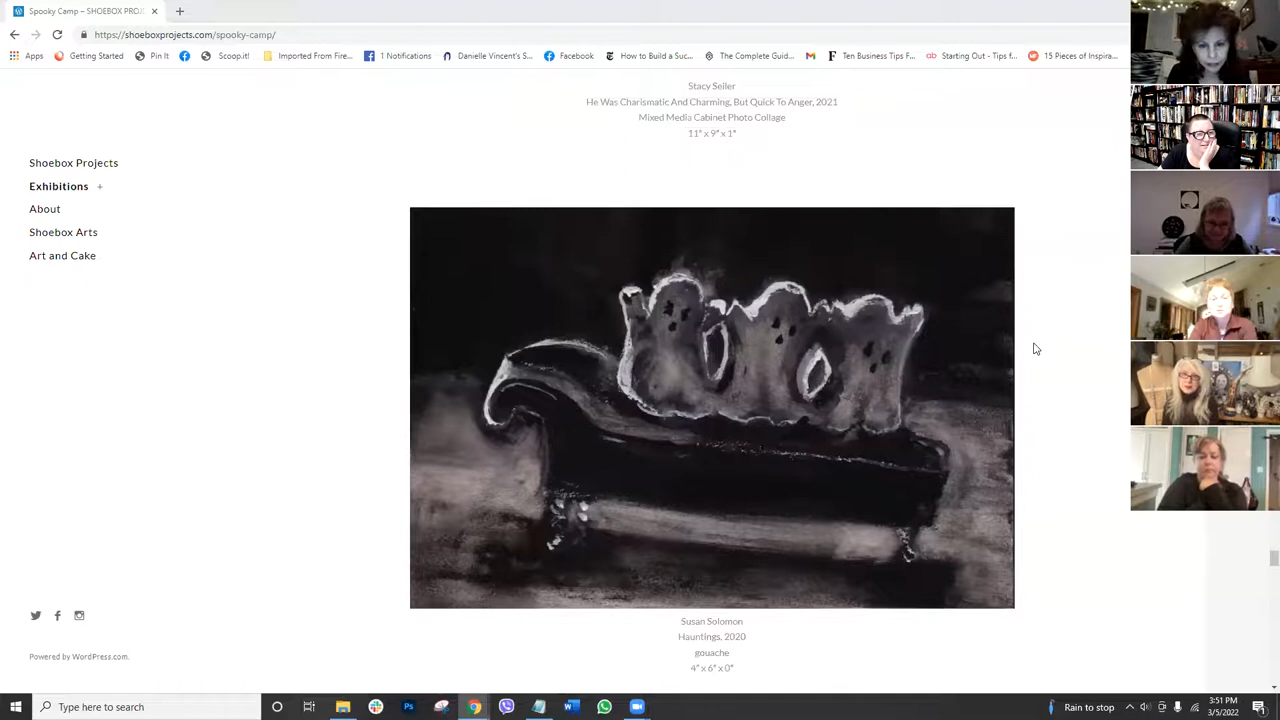 Spooky Camp – SHOEBOX PROJ
https://shoeboxprojects.com/spooky-camp/
Apps Getting Started Pin It Scoopit! Imported From Fire... 1 Notifications Danielle Vincent's S... Facebook How to Build a Suc... The Complete Guid... Ten Business Tips F... Starting Out - Tips f... 15 Pieces of Inspira...
Stacy Seiler
He Was Charismatic And Charming, But Quick To Anger, 2021
Mixed Media Cabinet Photo Collage
11" x 9" x 1"
Shoebox Projects
Exhibitions +
About
Shoebox Arts
Art and Cake
Susan Solomon
Hauntings, 2020
gouache
4" x 6" x 0"
Powered by WordPress.com.
Type here to search
Rain to stop
3:51 PM
3/5/2022